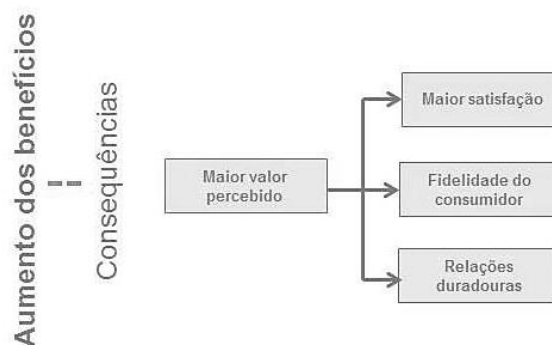 Aumento dos benefícios
Consequências
Maior valor
percebido
Maior satisfação
Fidelidade do
consumidor
Relações
duradouras